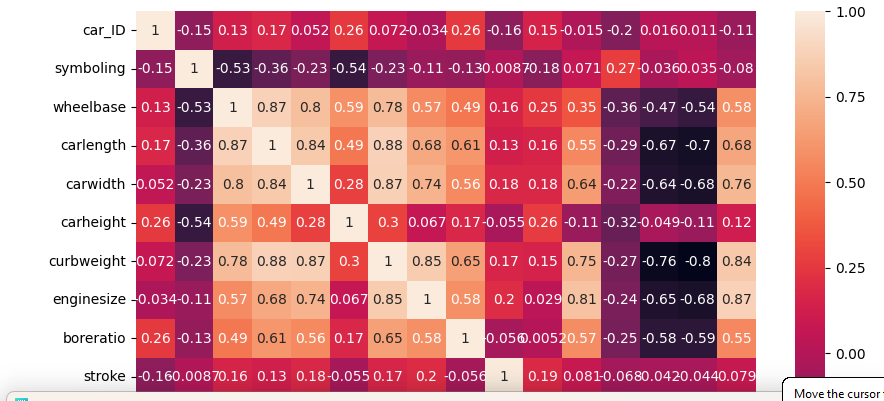 car_ID 1 -0.15 0.13 0.17 0.052 0.26 0.072 -0.034 0.26 -0.16 0.15 -0.015 -0.2 0.016 0.011 -0.11 1.00
symboling -0.15 1 -0.53 -0.36 -0.23 -0.54 -0.23 -0.11 -0.13 0.0087 -0.18 0.071 0.27 -0.036 0.035 -0.08
wheelbase 0.13 -0.53 1 0.87 0.8 0.59 0.78 0.57 0.49 0.16 0.25 0.35 -0.36 -0.47 -0.54 0.58 0.75
carlength 0.17 -0.36 0.87 1 0.84 0.49 0.88 0.68 0.61 0.13 0.16 0.55 -0.29 -0.67 -0.7 0.68
carwidth 0.052 -0.23 0.8 0.84 1 0.28 0.87 0.74 0.56 0.18 0.18 0.64 -0.22 -0.64 -0.68 0.76 0.50
carheight 0.26 -0.54 0.59 0.49 0.28 1 0.3 0.067 0.17 -0.055 0.26 -0.11 -0.32 -0.049 -0.11 0.12
curbweight 0.072 -0.23 0.78 0.88 0.87 0.3 1 0.85 0.65 0.17 0.15 0.75 -0.27 -0.76 -0.8 0.84 0.25
enginesize -0.034 -0.11 0.57 0.68 0.74 0.067 0.85 1 0.58 0.2 0.029 0.81 -0.24 -0.65 -0.68 0.87
boreratio 0.26 -0.13 0.49 0.61 0.56 0.17 0.65 0.58 1 -0.056 0.0052 0.57 -0.25 -0.58 -0.59 0.55 0.00
stroke -0.16 0.0087 0.16 0.13 0.18 -0.055 0.17 0.2 -0.056 1 0.19 0.081 -0.068 -0.042 -0.044 0.079
Move the cursor